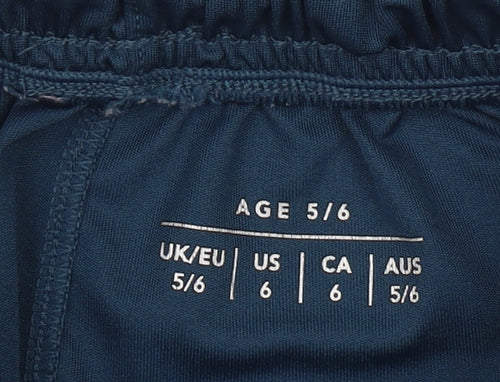 AGE 5/6
UK/EU | US | CA | AUS
5/6 | 6 | 6 | 5/6